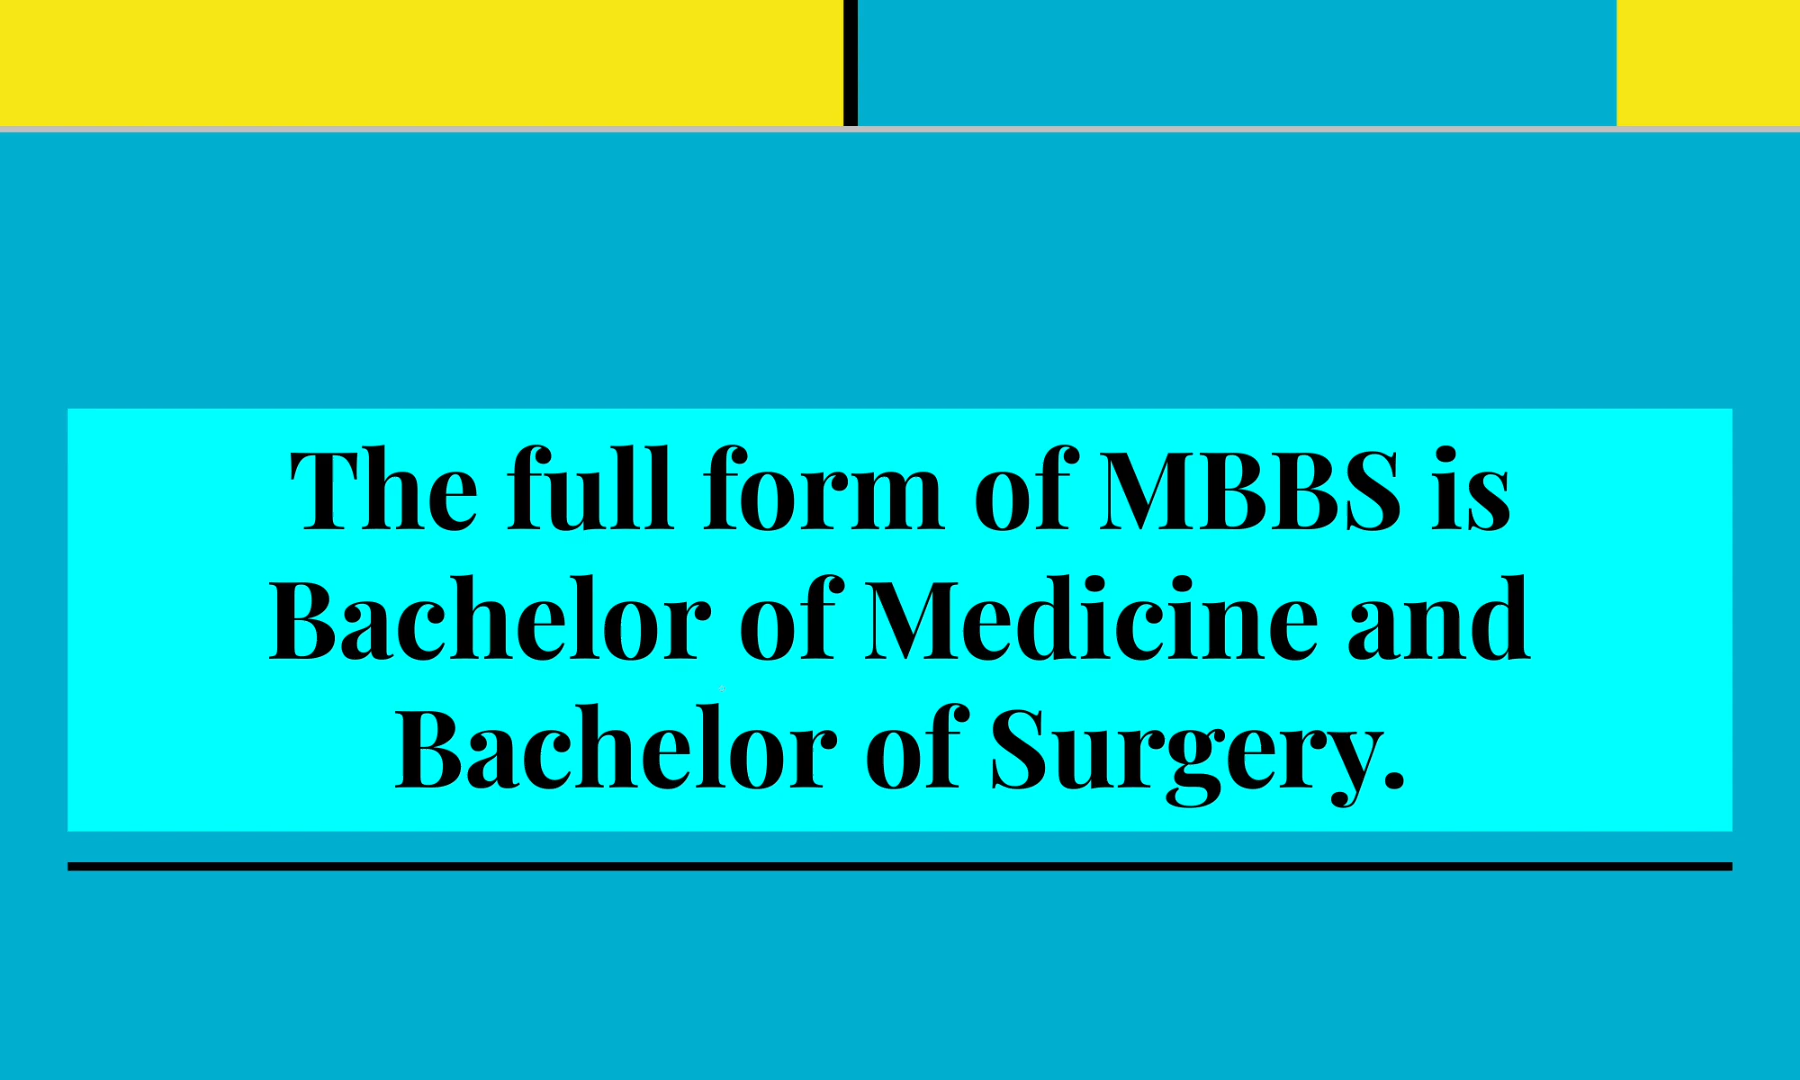 The full form of MBBS is
Bachelor of Medicine and
Bachelor of Surgery.